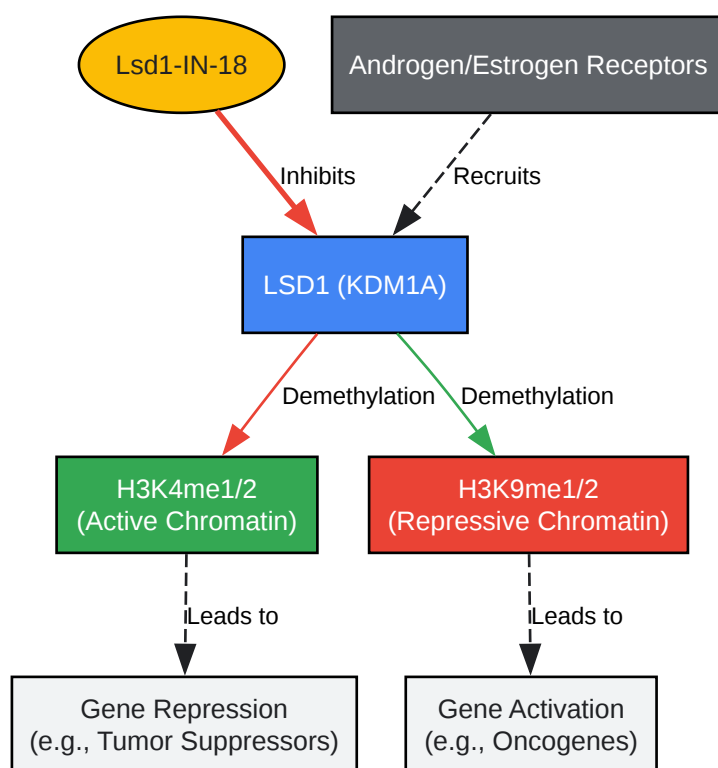 Lsd1-IN-18
Androgen/Estrogen Receptors
Inhibits
Recruits
LSD1 (KDM1A)
Demethylation
Demethylation
H3K4me1/2
(Active Chromatin)
H3K9me1/2
(Repressive Chromatin)
Leads to
Leads to
Gene Repression
(e.g., Tumor Suppressors)
Gene Activation
(e.g., Oncogenes)